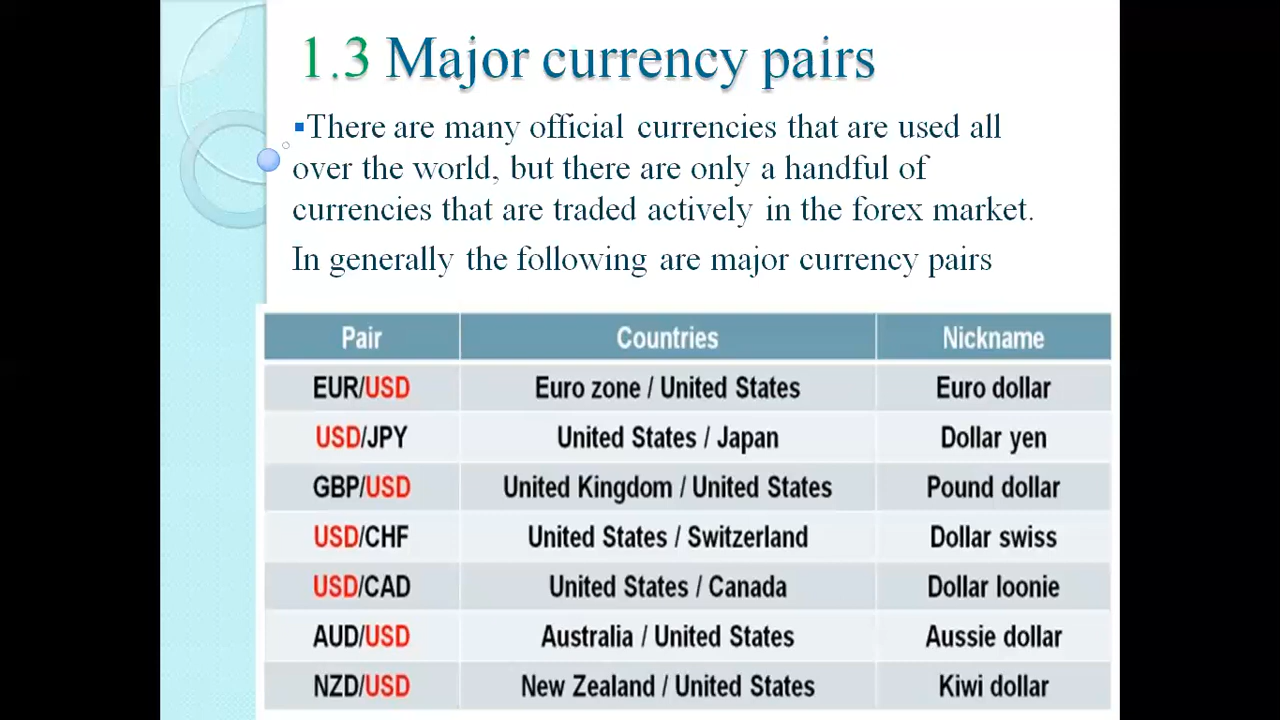 1.3 Major currency pairs
▪There are many official currencies that are used all
over the world, but there are only a handful of
currencies that are traded actively in the forex market.
In generally the following are major currency pairs
Pair Countries Nickname
EUR/USD Euro zone / United States Euro dollar
USD/JPY United States / Japan Dollar yen
GBP/USD United Kingdom / United States Pound dollar
USD/CHF United States / Switzerland Dollar swiss
USD/CAD United States / Canada Dollar loonie
AUD/USD Australia / United States Aussie dollar
NZD/USD New Zealand / United States Kiwi dollar